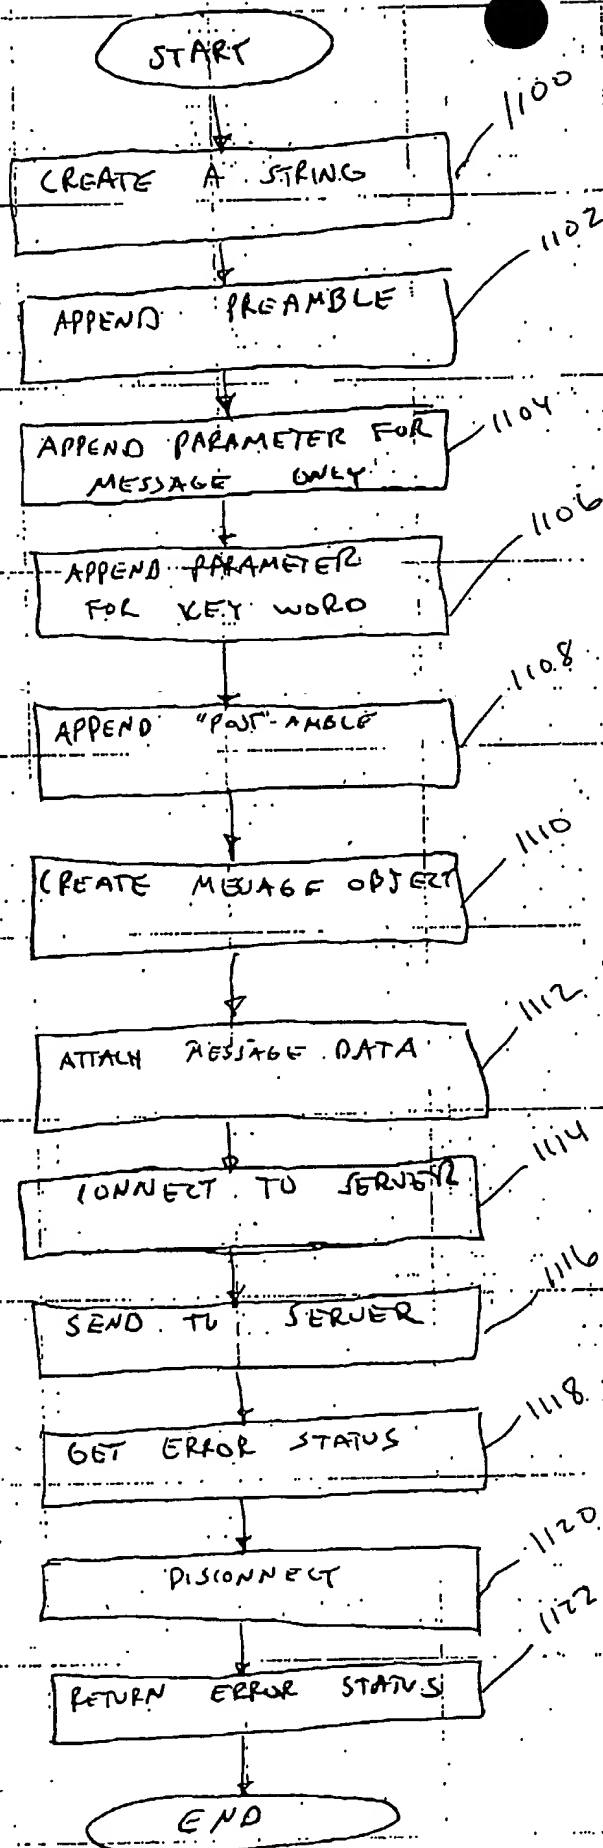 START
1100
CREATE A STRING
1102
APPEND PREAMBLE
1104
APPEND PARAMETER FOR
MESSAGE ONLY
1106
APPEND PARAMETER
FOR KEY WORD
1108
APPEND "POST"-AMBLE
1110
CREATE MESSAGE OBJECT
1112
ATTACH MESSAGE DATA
1114
CONNECT TO SERVER
1116
SEND TO SERVER
1118
GET ERROR STATUS
1120
DISCONNECT
1122
RETURN ERROR STATUS
END